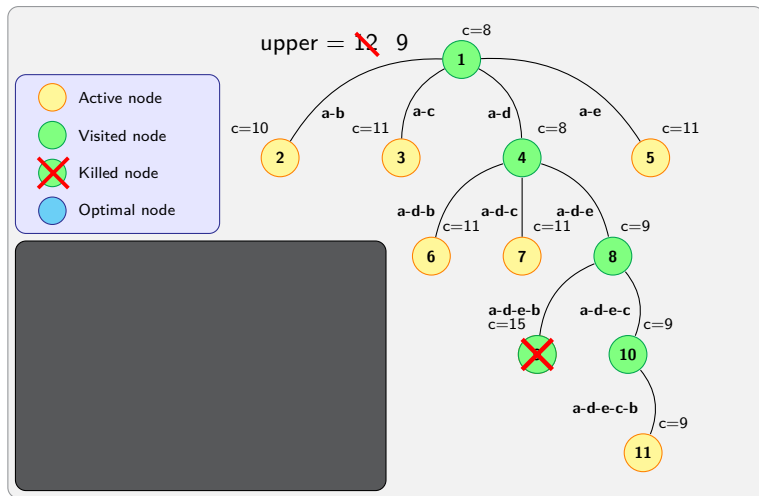 upper = 12 9
c=8
1
Active node
Visited node
Killed node
Optimal node
a-b
a-c
a-d
a-e
c=10
2
c=11
3
c=8
4
c=11
5
a-d-b
a-d-c
a-d-e
c=11
6
c=11
7
c=9
8
a-d-e-b
a-d-e-c
c=15
c=9
10
a-d-e-c-b
c=9
11